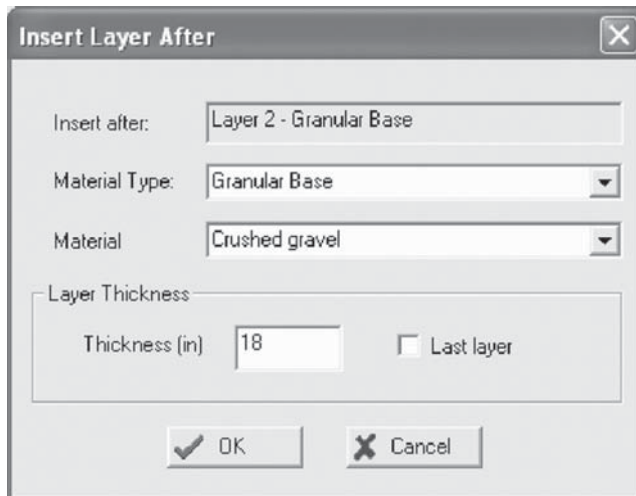 Insert Layer After
Insert after: Layer 2 - Granular Base
Material Type: Granular Base
Material Crushed gravel
Layer Thickness
Thickness (in) 18 Last layer
OK Cancel